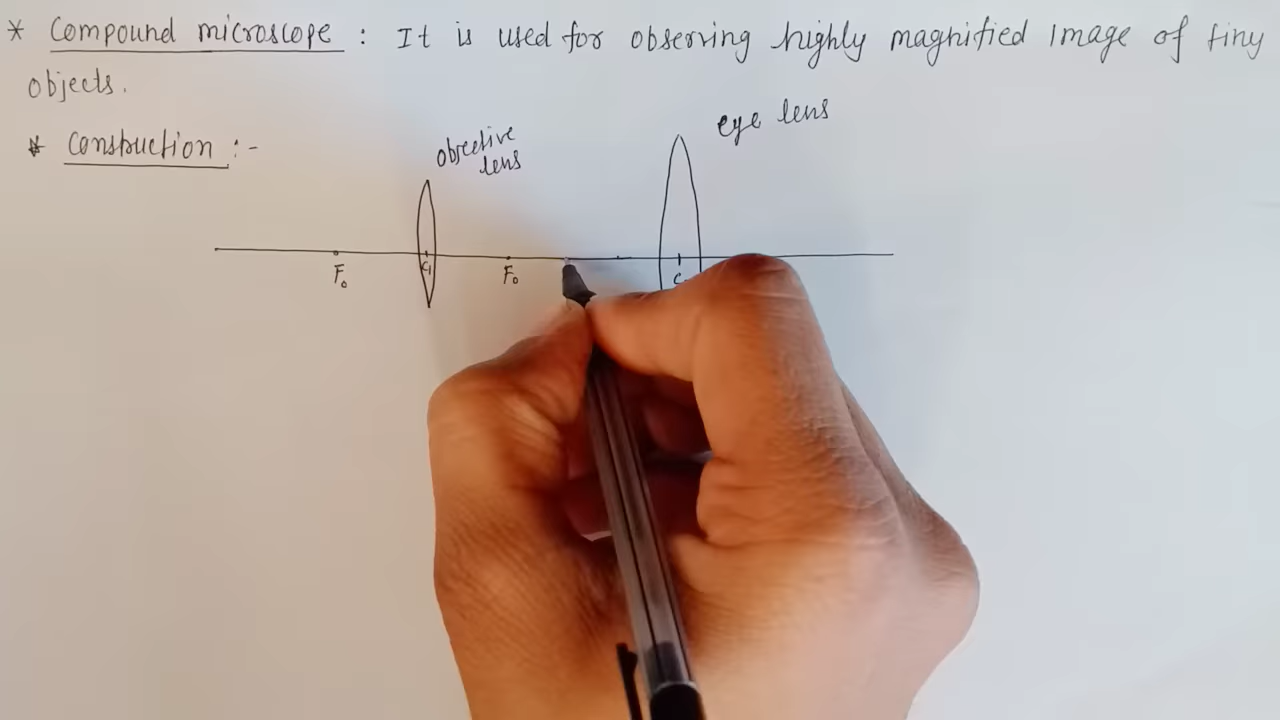 * Compound microscope : It is used for observing highly magnified image of tiny
objects.
* Construction :-
objective
lens
eye lens
F₀
C₁
F₀